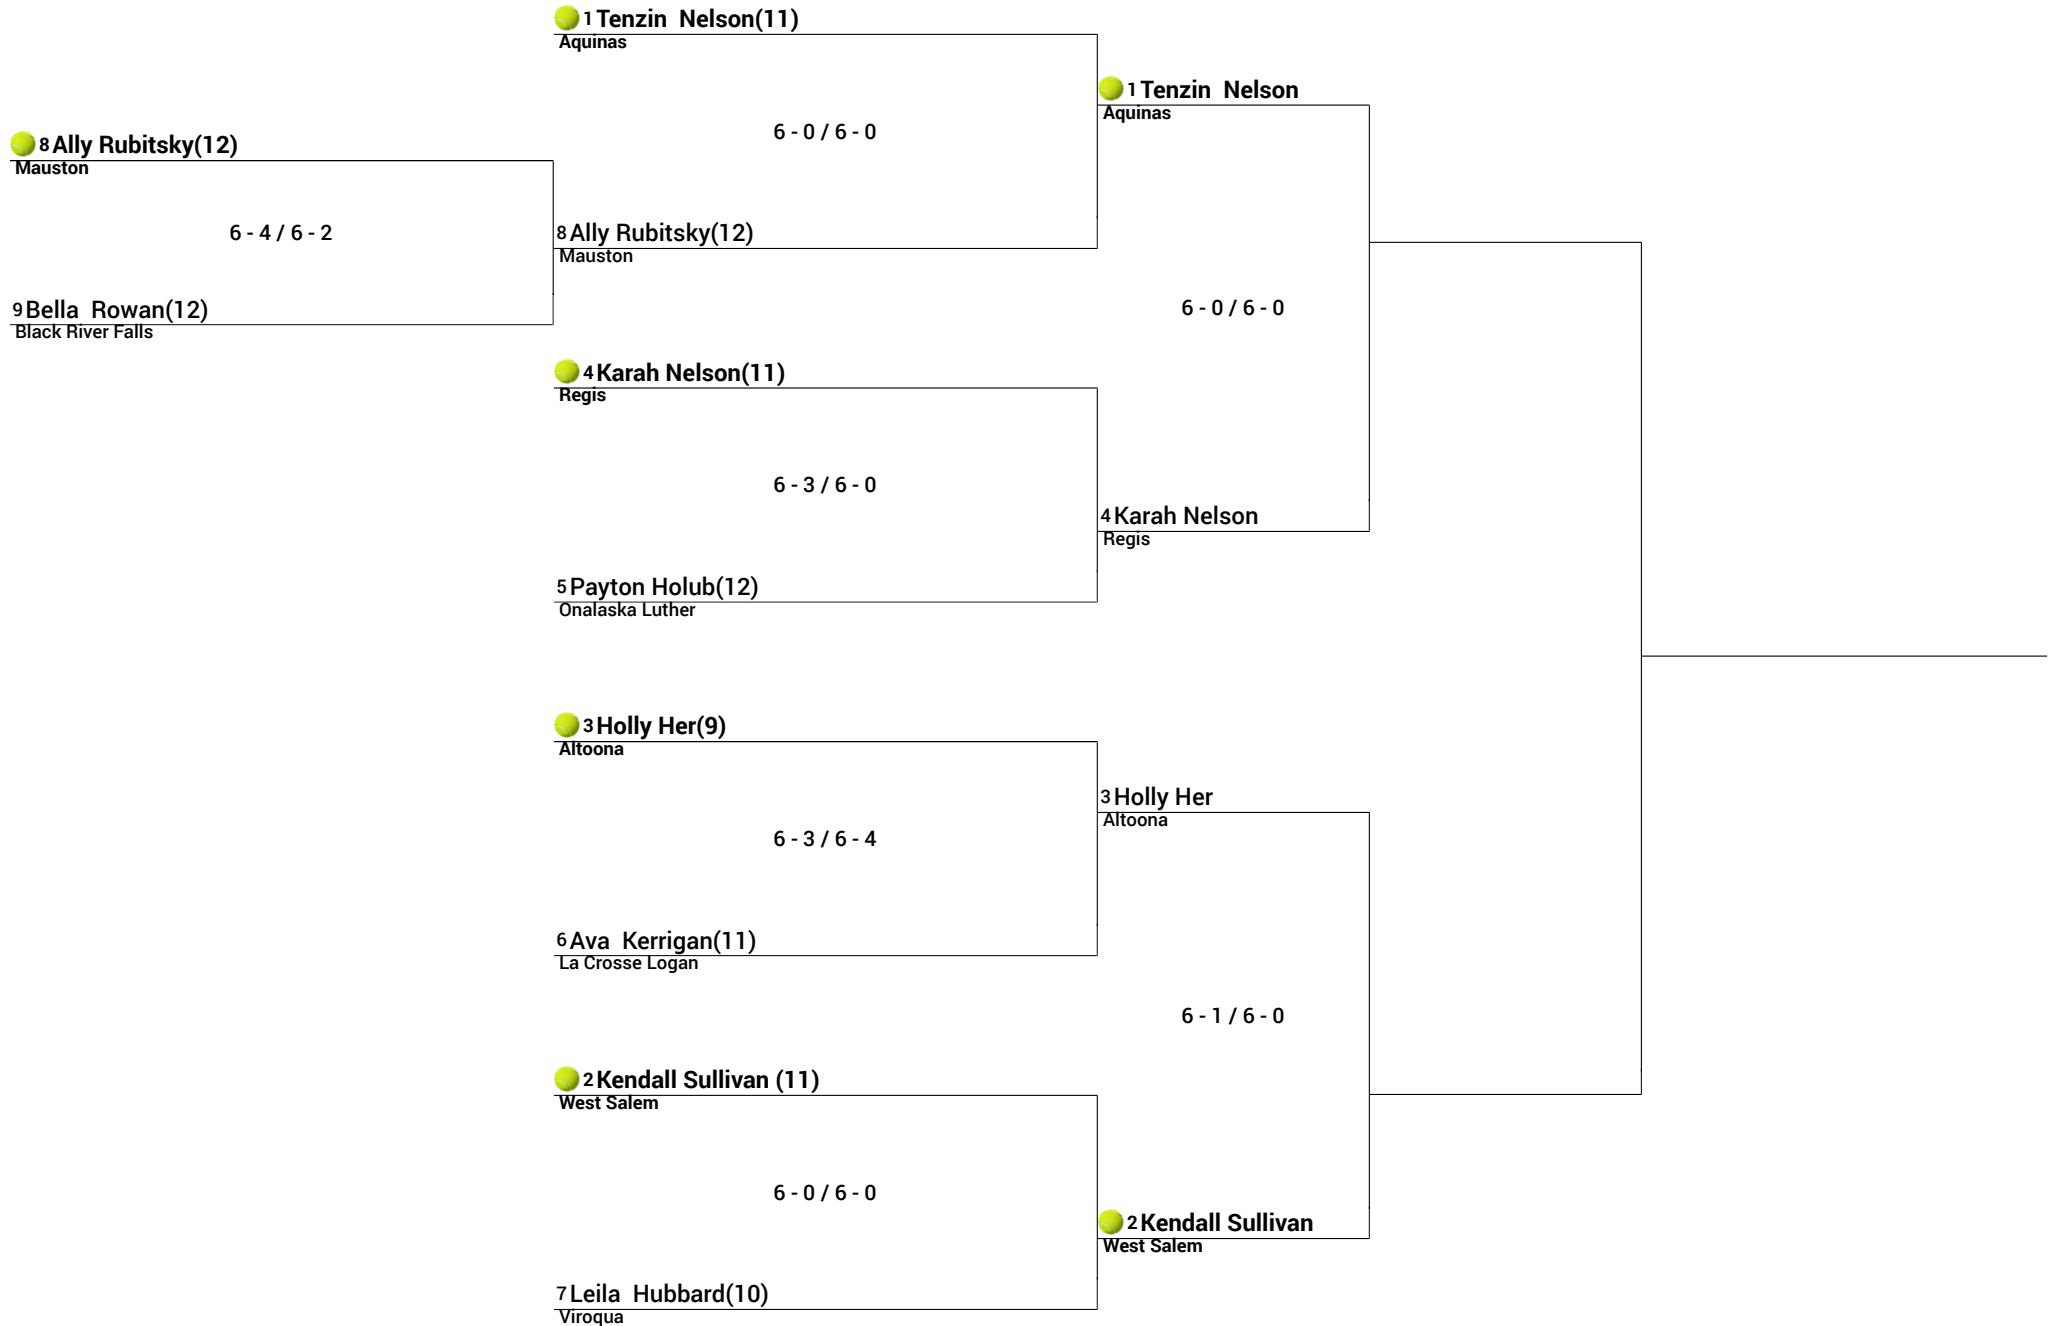 8 Ally Rubitsky(12)
Mauston
6 - 4 / 6 - 2
9 Bella Rowan(12)
Black River Falls
1 Tenzin Nelson(11)
Aquinas
6 - 0 / 6 - 0
8 Ally Rubitsky(12)
Mauston
4 Karah Nelson(11)
Regis
6 - 3 / 6 - 0
5 Payton Holub(12)
Onalaska Luther
3 Holly Her(9)
Altoona
6 - 3 / 6 - 4
6 Ava Kerrigan(11)
La Crosse Logan
2 Kendall Sullivan (11)
West Salem
6 - 0 / 6 - 0
7 Leila Hubbard(10)
Viroqua
1 Tenzin Nelson
Aquinas
6 - 0 / 6 - 0
4 Karah Nelson
Regis
3 Holly Her
Altoona
6 - 1 / 6 - 0
2 Kendall Sullivan
West Salem